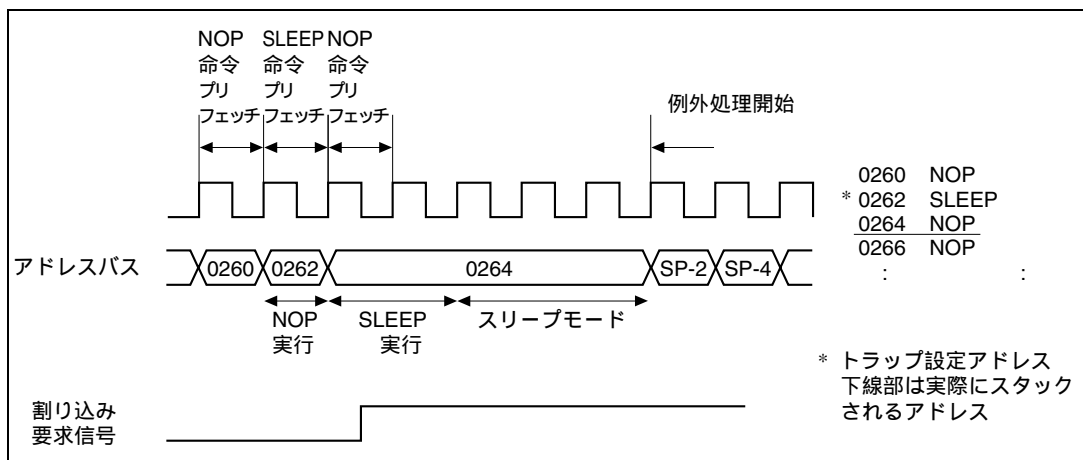 NOP SLEEP NOP
命令 命令 命令
プリ プリ プリ
フェッチ フェッチ フェッチ
例外処理開始
0260 NOP
* 0262 SLEEP
0264 NOP
0266 NOP
: :
アドレスバス 0260 0262 0264 SP-2 SP-4
NOP 実行
SLEEP 実行
スリープモード
* トラップ設定アドレス
下線部は実際にスタック
されるアドレス
割り込み
要求信号